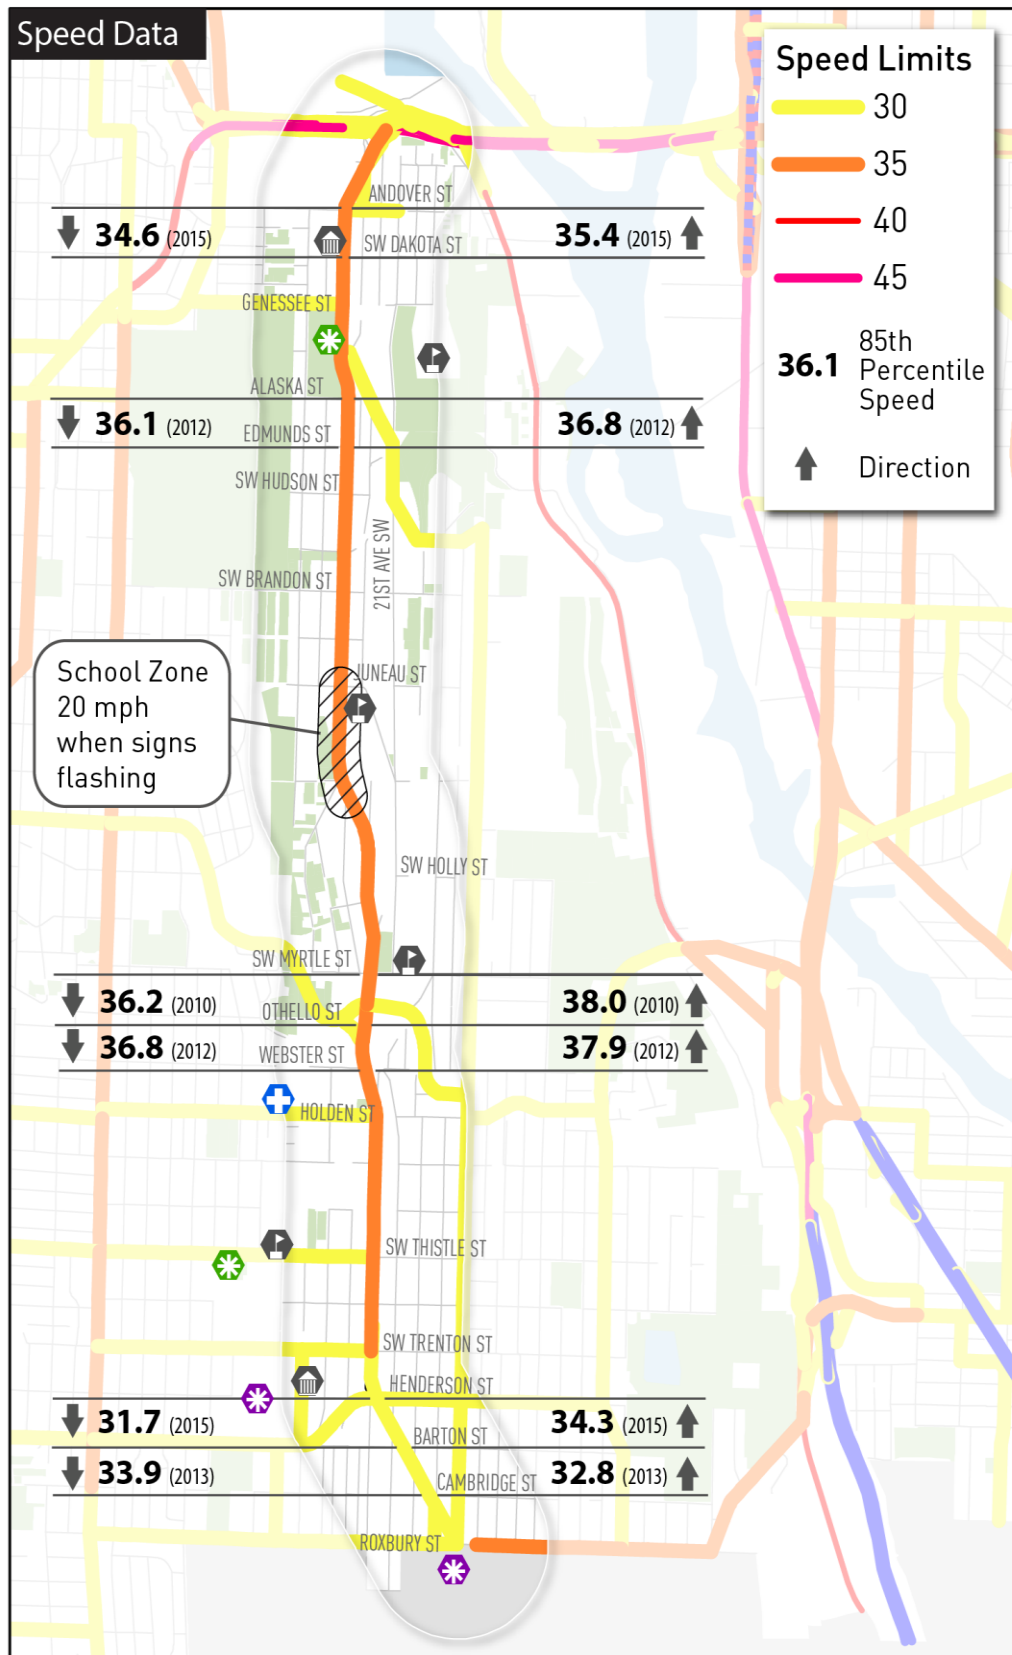 Speed Data
Speed Limits
30
35
40
45
36.1 85th
Percentile
Speed
Direction
ANDOVER ST
34.6 (2015)
SW DAKOTA ST
35.4 (2015)
GENESSEE ST
ALASKA ST
36.1 (2012)
EDMUNDS ST
36.8 (2012)
SW HUDSON ST
21ST AVE SW
SW BRANDON ST
JUNEAU ST
School Zone
20 mph
when signs
flashing
SW HOLLY ST
SW MYRTLE ST
36.2 (2010)
OTHELLO ST
38.0 (2010)
36.8 (2012)
WEBSTER ST
37.9 (2012)
HOLDEN ST
SW THISTLE ST
SW TRENTON ST
HENDERSON ST
31.7 (2015)
BARTON ST
34.3 (2015)
33.9 (2013)
CAMBRIDGE ST
32.8 (2013)
ROXBURY ST